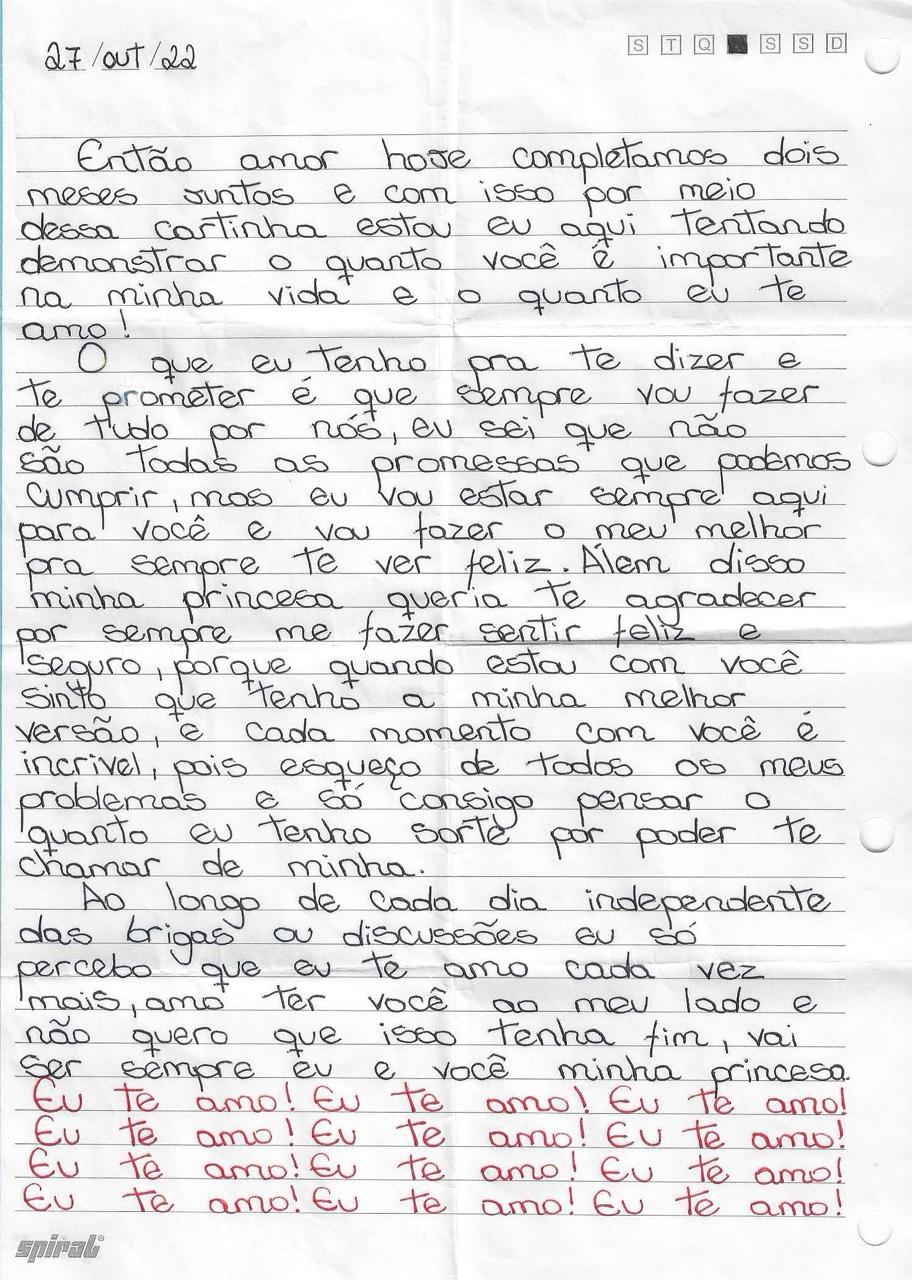 27/out/22
S T Q S S D
Então amor hoje completamos dois
meses juntos e com isso por meio
dessa cartinha estou eu aqui tentando
demonstrar o quanto você é importante
na minha vida e o quanto eu te
amo!
O que eu tenho pra te dizer e
te prometer é que sempre vou fazer
de tudo por nós, eu sei que não
são todas as promessas que podemos
cumprir, mas eu vou estar sempre aqui
para você e vou fazer o meu melhor
pra sempre te ver feliz. Álem disso
minha princesa queria te agradecer
por sempre me fazer sentir feliz e
seguro, porque quando estou com você
sinto que tenho a minha melhor
versão, e cada momento com você é
incrivel, pois esqueço de todos os meus
problemas e só consigo pensar o
quanto eu tenho sorte por poder te
chamar de minha.
Ao longo de cada dia independente
das brigas ou discussões eu só
percebo que eu te amo cada vez
mais, amo ter você ao meu lado e
não quero que isso tenha fim, vai
ser sempre eu e você minha princesa.
Eu te amo! Eu te amo! Eu te amo!
Eu te amo! Eu te amo! Eu te amo!
Eu te amo! Eu te amo! Eu te amo!
Eu te amo! Eu te amo! Eu te amo!
spiral